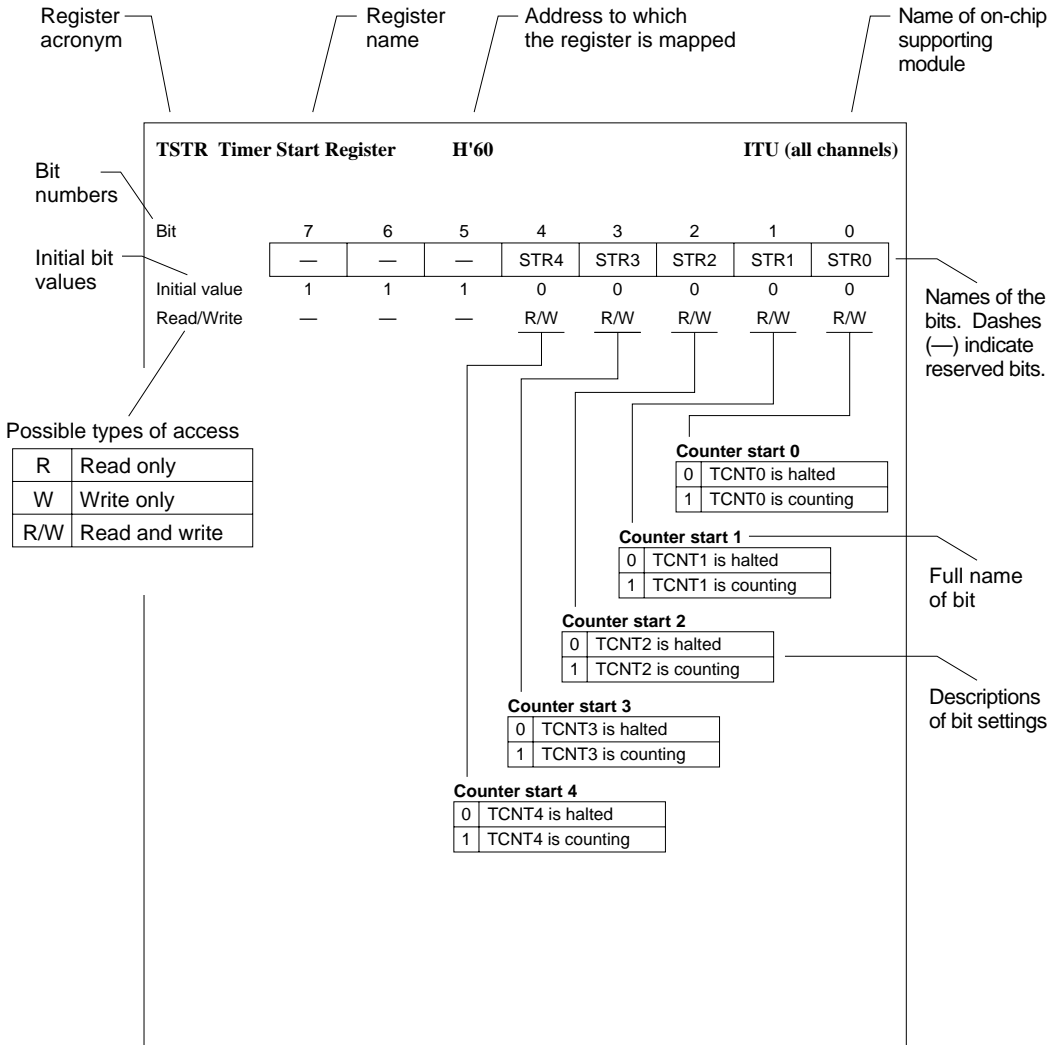 Register
acronym
Register
name
Address to which
the register is mapped
Name of on-chip
supporting
module
TSTR Timer Start Register H'60 ITU (all channels)
Bit
numbers
Bit 7 6 5 4 3 2 1 0
Initial bit
values
— — — STR4 STR3 STR2 STR1 STR0
Initial value 1 1 1 0 0 0 0 0
Read/Write — — — R/W R/W R/W R/W R/W
Names of the
bits. Dashes
(—) indicate
reserved bits.
Possible types of access
R Read only
W Write only
R/W Read and write
Counter start 0
0 TCNT0 is halted
1 TCNT0 is counting
Counter start 1
0 TCNT1 is halted
1 TCNT1 is counting
Full name
of bit
Counter start 2
0 TCNT2 is halted
1 TCNT2 is counting
Descriptions
of bit settings
Counter start 3
0 TCNT3 is halted
1 TCNT3 is counting
Counter start 4
0 TCNT4 is halted
1 TCNT4 is counting